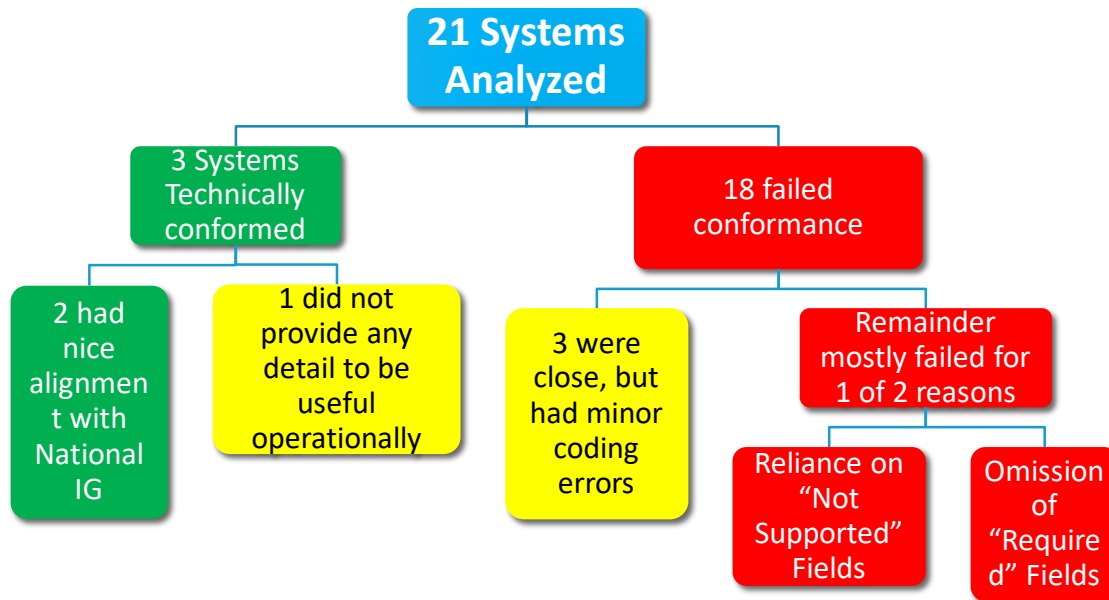 21 Systems
Analyzed
3 Systems
Technically
conformed
18 failed
conformance
2 had
nice
alignmen
t with
National
IG
1 did not
provide any
detail to be
useful
operationally
3 were
close, but
had minor
coding
errors
Remainder
mostly failed for
1 of 2 reasons
Reliance on
“Not
Supported”
Fields
Omission
of
“Require
d” Fields